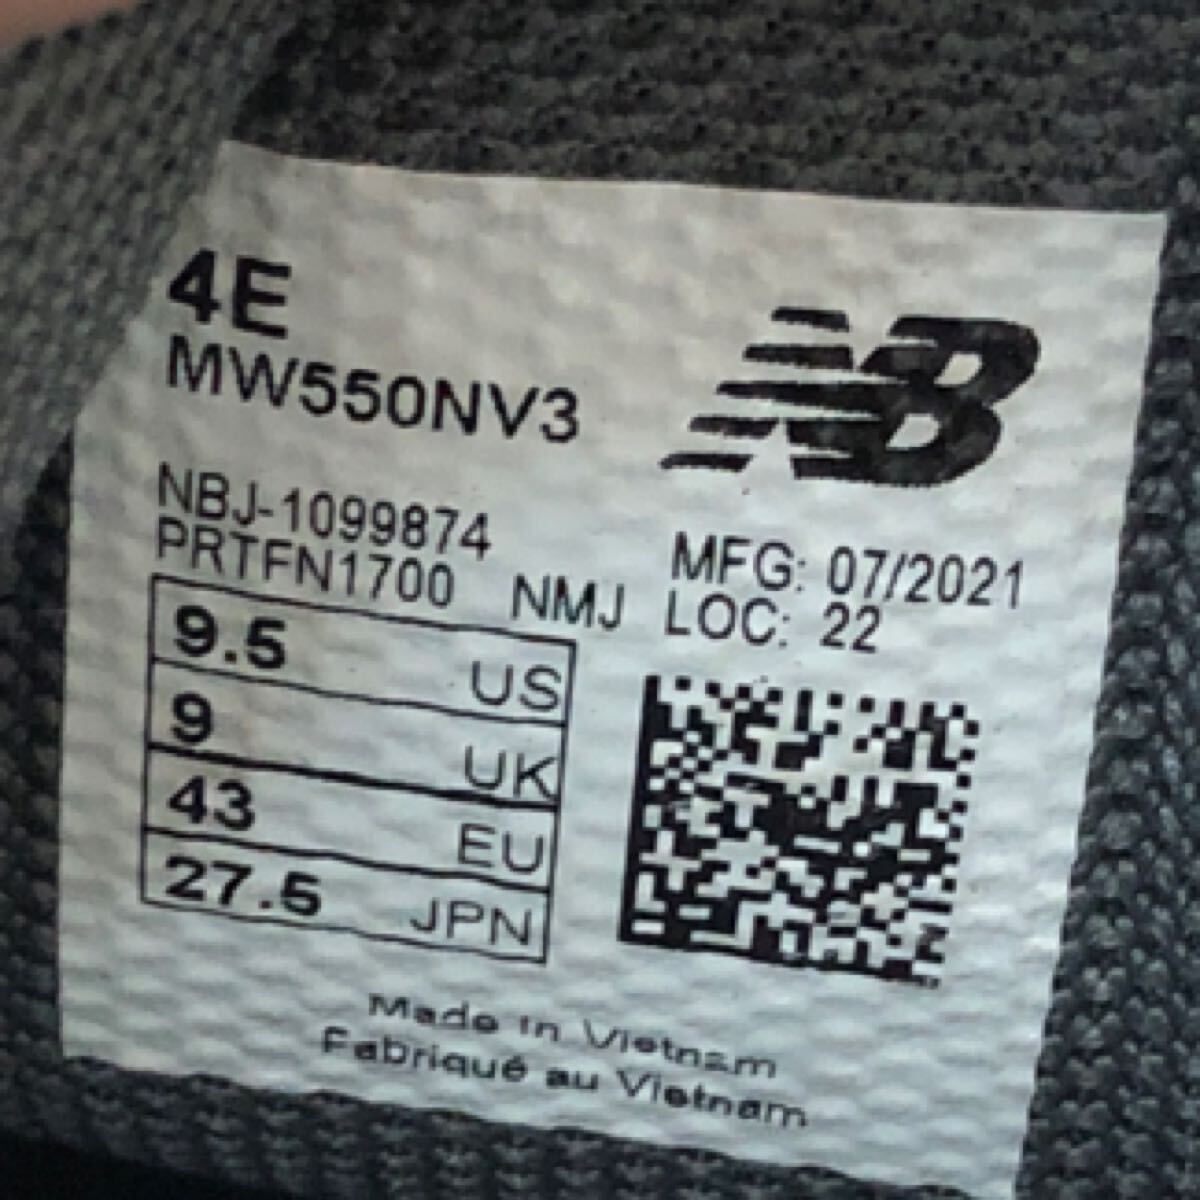 4E
MW550NV3
NB
NBJ-1099874
PRTFN1700 NMJ
MFG: 07/2021
LOC: 22
9.5 US
9 UK
43 EU
27.5 JPN
Made in Vietnam
Fabriqué au Vietnam